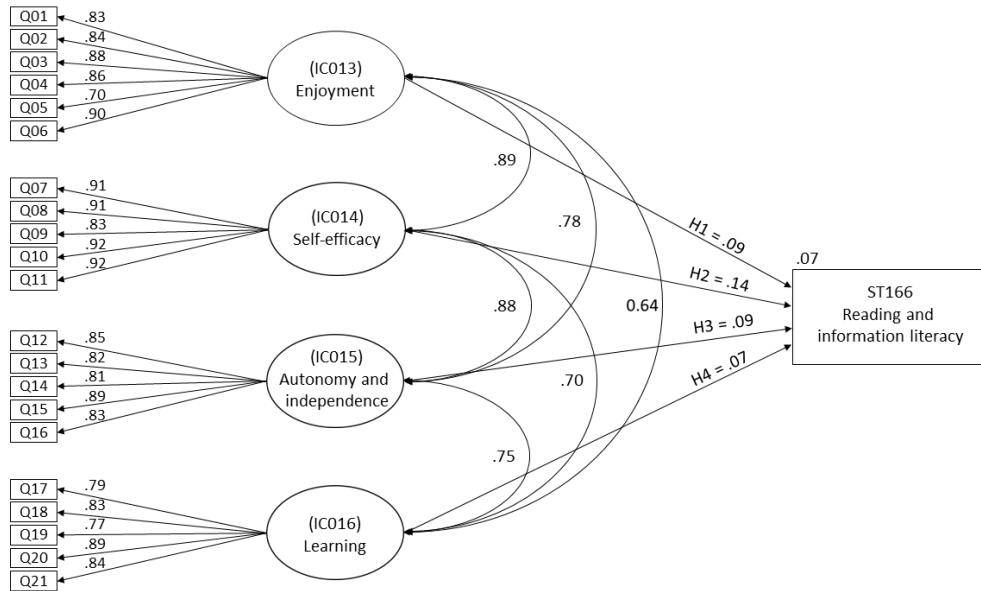 Q01
.83
Q02
.84
Q03
.88
Q04
.86
Q05
.70
Q06
.90
(IC013)
Enjoyment
Q07
.91
Q08
.91
Q09
.83
Q10
.92
Q11
.92
(IC014)
Self-efficacy
Q12
.85
Q13
.82
Q14
.81
Q15
.89
Q16
.83
(IC015)
Autonomy and
independence
Q17
.79
Q18
.83
Q19
.77
Q20
.89
Q21
.84
(IC016)
Learning
.89
.78
.88
0.64
.70
.75
H1 = .09
H2 = .14
H3 = .09
H4 = .07
.07
ST166
Reading and
information literacy